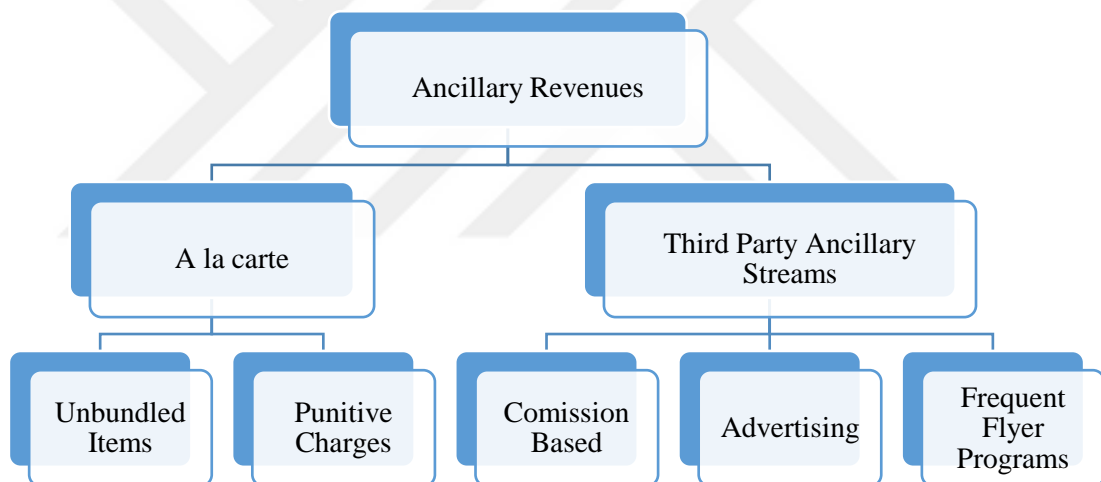 Ancillary Revenues
A la carte
Third Party Ancillary
Streams
Unbundled
Items
Punitive
Charges
Comission
Based
Advertising
Frequent
Flyer
Programs